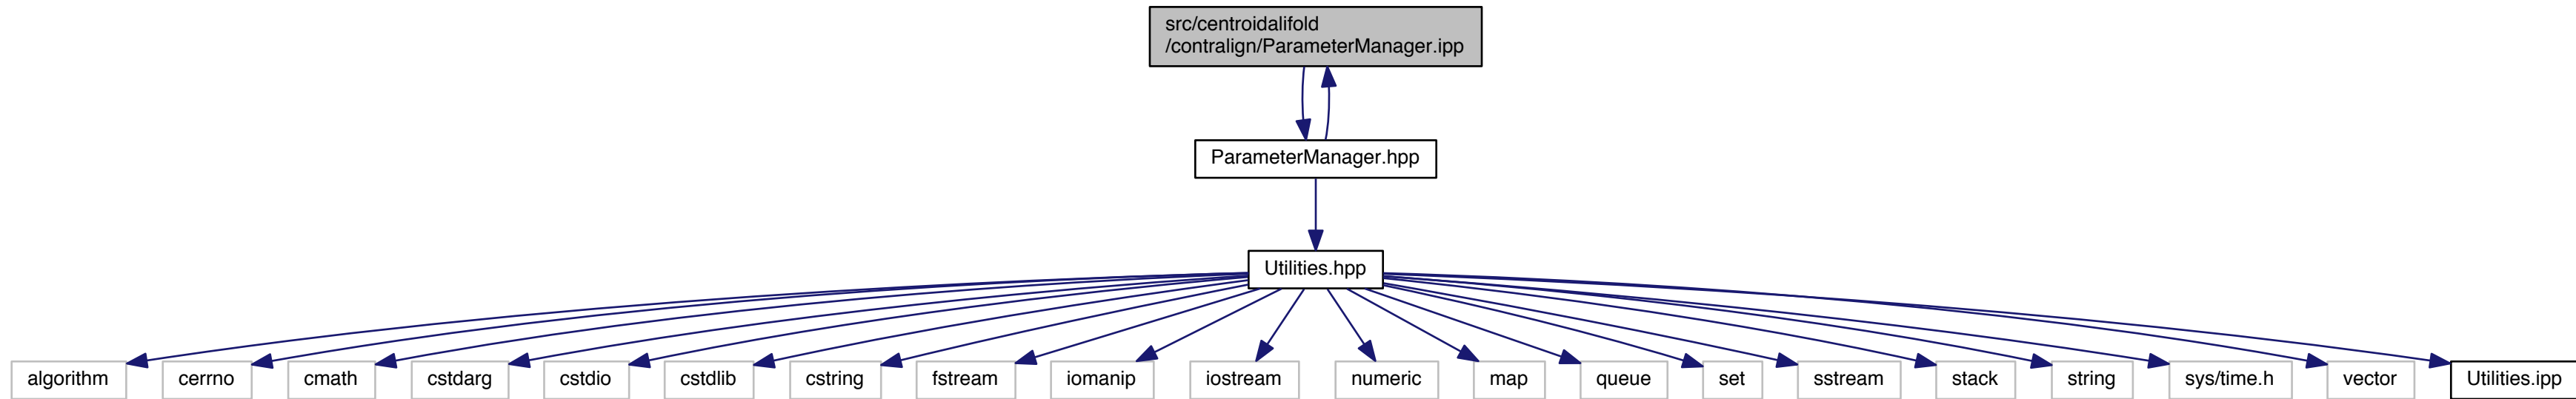 src/centroidalifold
/contralign/ParameterManager.ipp
ParameterManager.hpp
Utilities.hpp
algorithm
cerrno
cmath
cstdarg
cstdio
cstdlib
cstring
fstream
iomanip
iostream
numeric
map
queue
set
sstream
stack
string
sys/time.h
vector
Utilities.ipp